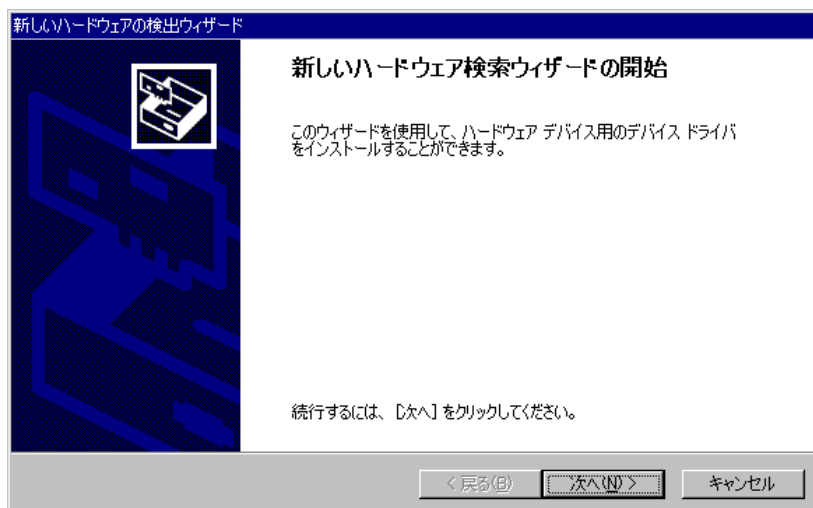 新しいハードウェアの検出ウィザード
新しいハードウェア検索ウィザードの開始
このウィザードを使用して、ハードウェア デバイス用のデバイス ドライバ
をインストールすることができます。
続行するには、[次へ] をクリックしてください。
< 戻る(B)
次へ(N) >
キャンセル